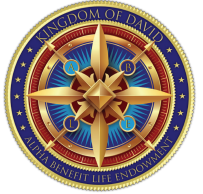 KINGDOM OF DAVID
ALPHA BENEFIT LIFE ENDOWMENT